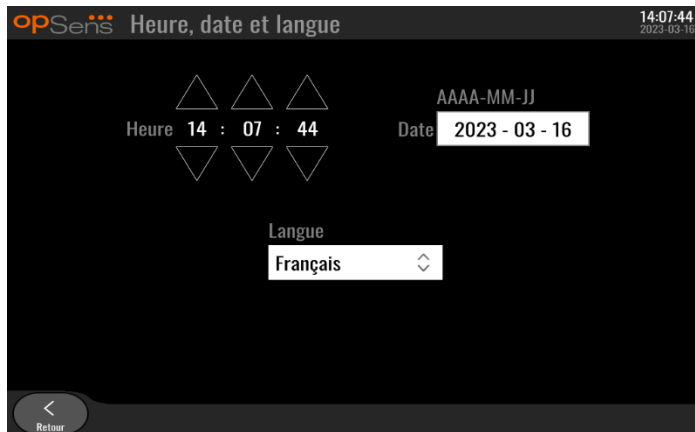 opSens Heure, date et langue
14:07:44
2023-03-16
Heure 14 : 07 : 44
AAAA-MM-JJ
Date 2023 - 03 - 16
Langue
Français
Retour